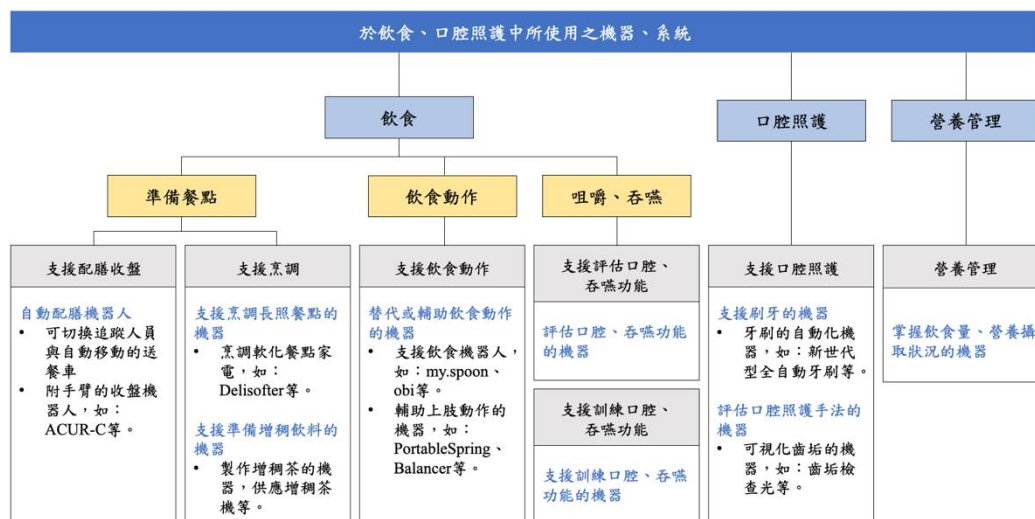 於飲食、口腔照護中所使用之機器、系統
飲食
口腔照護
營養管理
準備餐點
飲食動作
咀嚼、吞嚥
支援配膳收盤
自動配膳機器人
• 可切換追蹤人員
與自動移動的送
餐車
• 附手臂的收盤機
器人，如：
ACUR-C等。
支援烹調
支援烹調長照餐點的
機器
• 烹調軟化餐點家
電，如：
Delisofter等。
支援準備增稠飲料的
機器
• 製作增稠茶的機
器，供應增稠茶
機等。
支援飲食動作
替代或輔助飲食動作
的機器
• 支援飲食機器人，
如：my.spoon、
obi等。
• 輔助上肢動作的
機器，如：
PortableSpring、
Balancer等。
支援評估口腔、
吞嚥功能
評估口腔、吞嚥功能
的機器
支援訓練口腔、
吞嚥功能
支援訓練口腔、吞嚥
功能的機器
支援口腔照護
支援刷牙的機器
• 牙刷的自動化機
器，如：新世代
型全自動牙刷等。
評估口腔照護手法的
機器
• 可視化齒垢的機
器，如：齒垢檢
查光等。
營養管理
掌握飲食量、營養攝
取狀況的機器